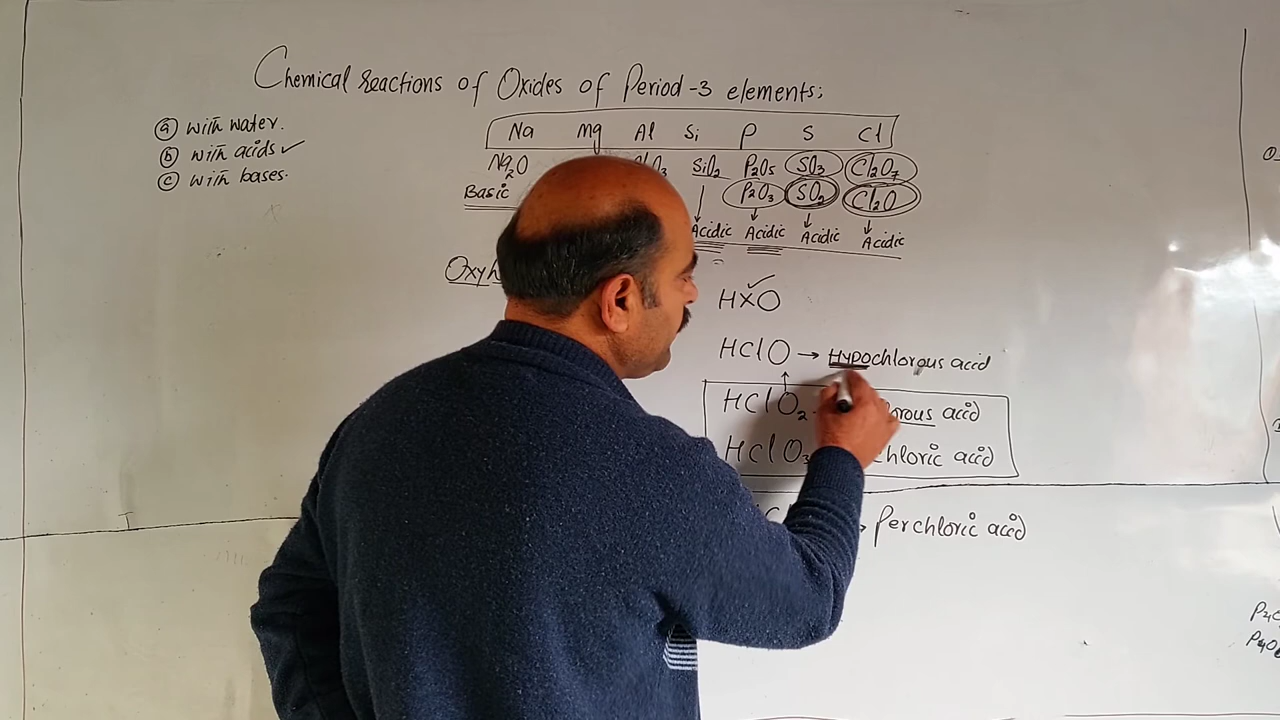 Chemical reactions of Oxides of Period-3 elements;
(a) with water.
(b) with acids ✓
(c) with bases.
Na Mg Al Si P S Cl
Na₂O SiO₂ P₂O₅ SO₃ Cl₂O₇
Basic P₂O₃ SO₂ Cl₂O
Acidic Acidic Acidic Acidic
HXO
HClO → Hypochlorous acid
HClO₂ acid
HClO₃ chloric acid
→ Perchloric acid